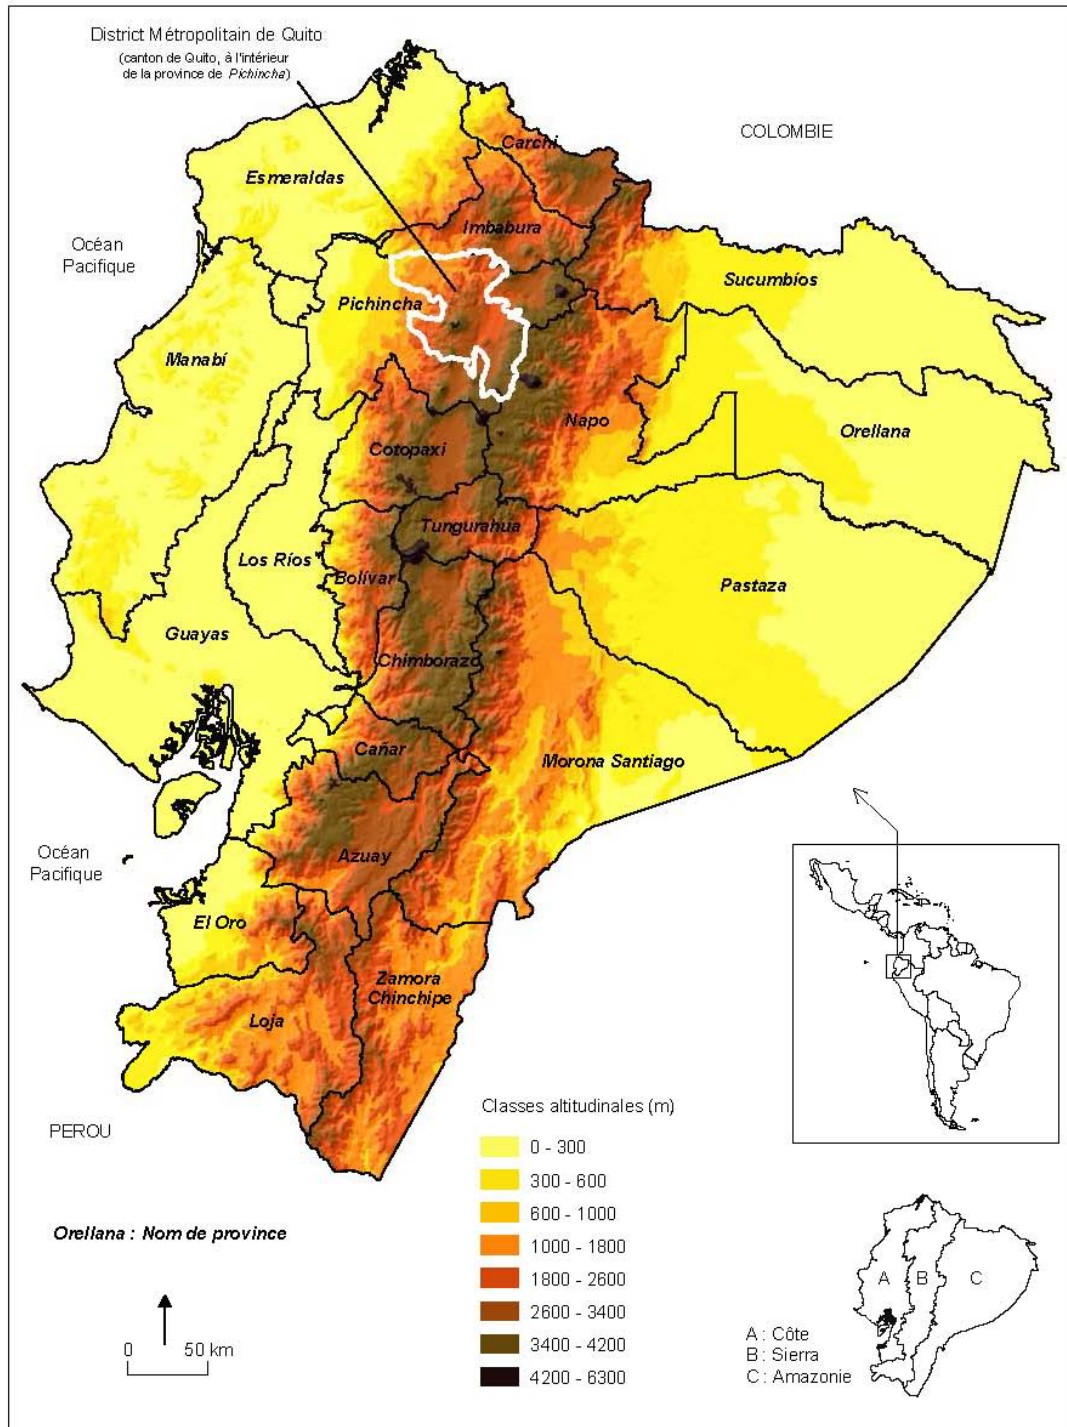 District Métropolitain de Quito
(canton de Quito, à l'intérieur
de la province de Pichincha)
COLOMBIE
Carchi
Esmeraldas
Imbabura
Océan
Pacifique
Sucumbíos
Pichincha
Manabí
Napo
Orellana
Cotopaxi
Tungurahua
Los Ríos
Bolívar
Pastaza
Guayas
Chimborazo
Cañar
Morona Santiago
Océan
Pacifique
Azuay
El Oro
Zamora
Chinchipe
Loja
PEROU
Classes altitudinales (m)
0 - 300
300 - 600
600 - 1000
1000 - 1800
1800 - 2600
2600 - 3400
3400 - 4200
4200 - 6300
Orellana : Nom de province
0 50 km
A B C
A : Côte
B : Sierra
C : Amazonie